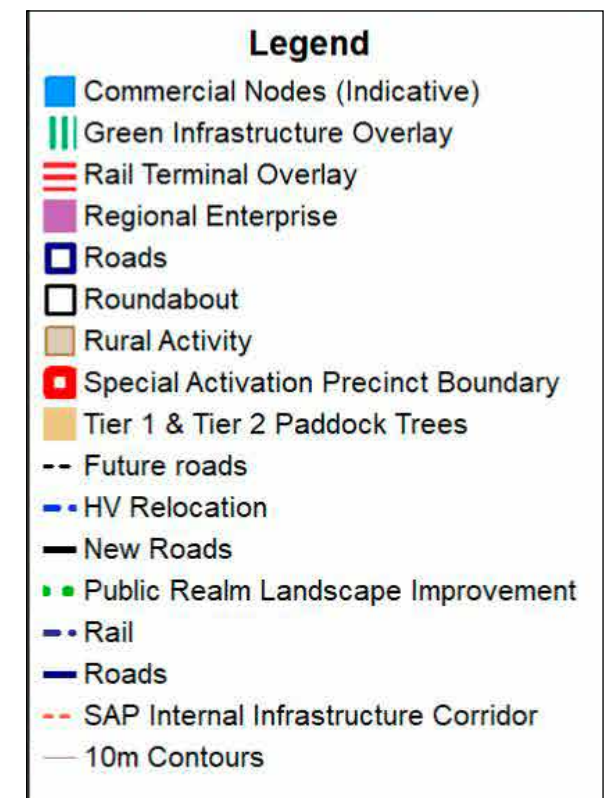 Legend
Commercial Nodes (Indicative)
Green Infrastructure Overlay
Rail Terminal Overlay
Regional Enterprise
Roads
Roundabout
Rural Activity
Special Activation Precinct Boundary
Tier 1 & Tier 2 Paddock Trees
Future roads
HV Relocation
New Roads
Public Realm Landscape Improvement
Rail
Roads
SAP Internal Infrastructure Corridor
10m Contours